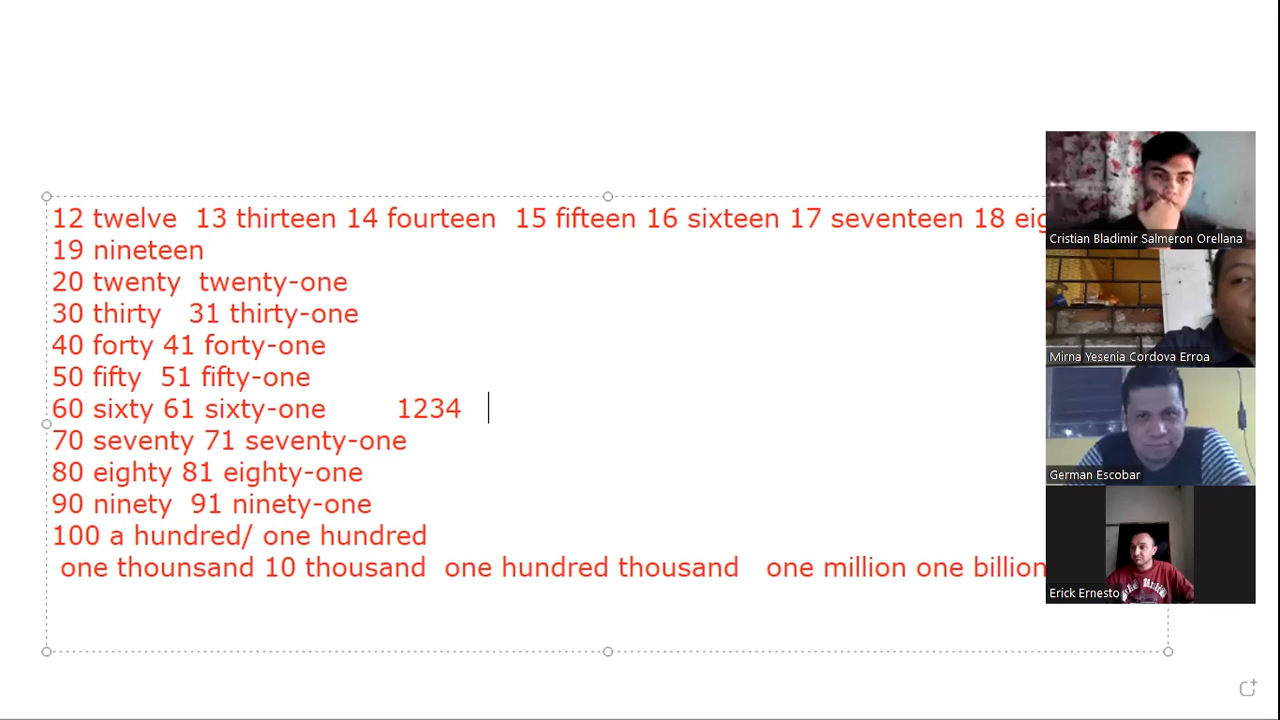 12 twelve  13 thirteen 14 fourteen  15 fifteen 16 sixteen 17 seventeen 18
19 nineteen
20 twenty  twenty-one
30 thirty   31 thirty-one
40 forty 41 forty-one
50 fifty  51 fifty-one
60 sixty 61 sixty-one        1234
70 seventy 71 seventy-one
80 eighty 81 eighty-one
90 ninety  91 ninety-one
100 a hundred/ one hundred
one thounsand 10 thousand  one hundred thousand   one million one billion
Cristian Bladimir Salmeron Orellana
Mirna Yesenia Cordova Erroa
German Escobar
Erick Ernesto